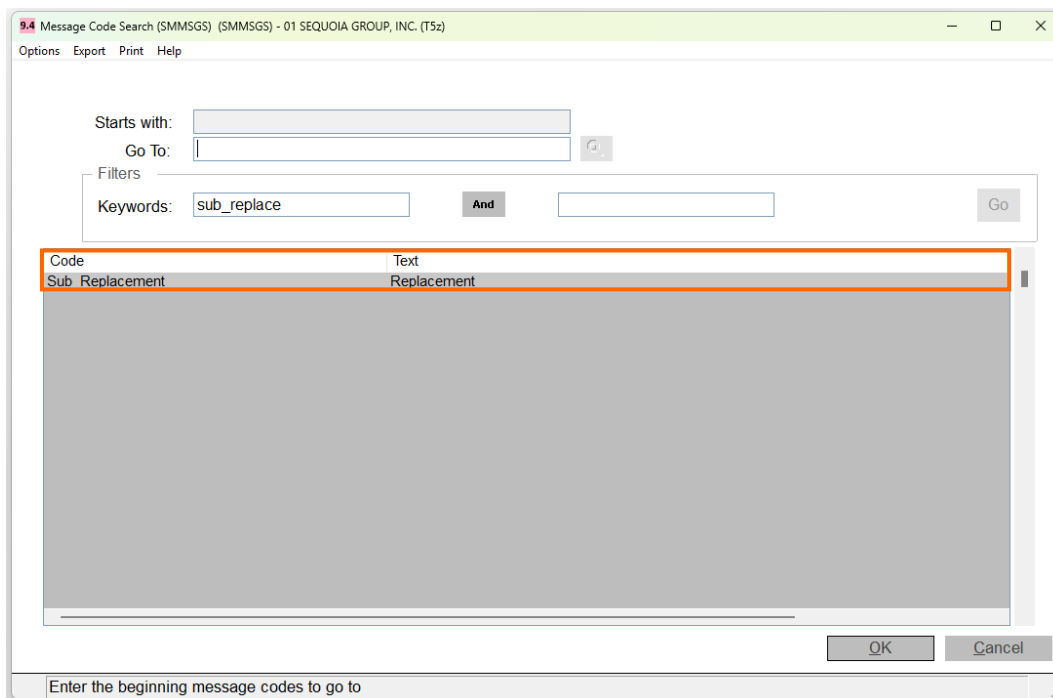 9.4 Message Code Search (SMMSGS) (SMMSGS) - 01 SEQUOIA GROUP, INC. (T5z)
Options Export Print Help
Starts with:
Go To:
Filters
Keywords: sub_replace And Go
Code Text
Sub_Replacement Replacement
OK Cancel
Enter the beginning message codes to go to